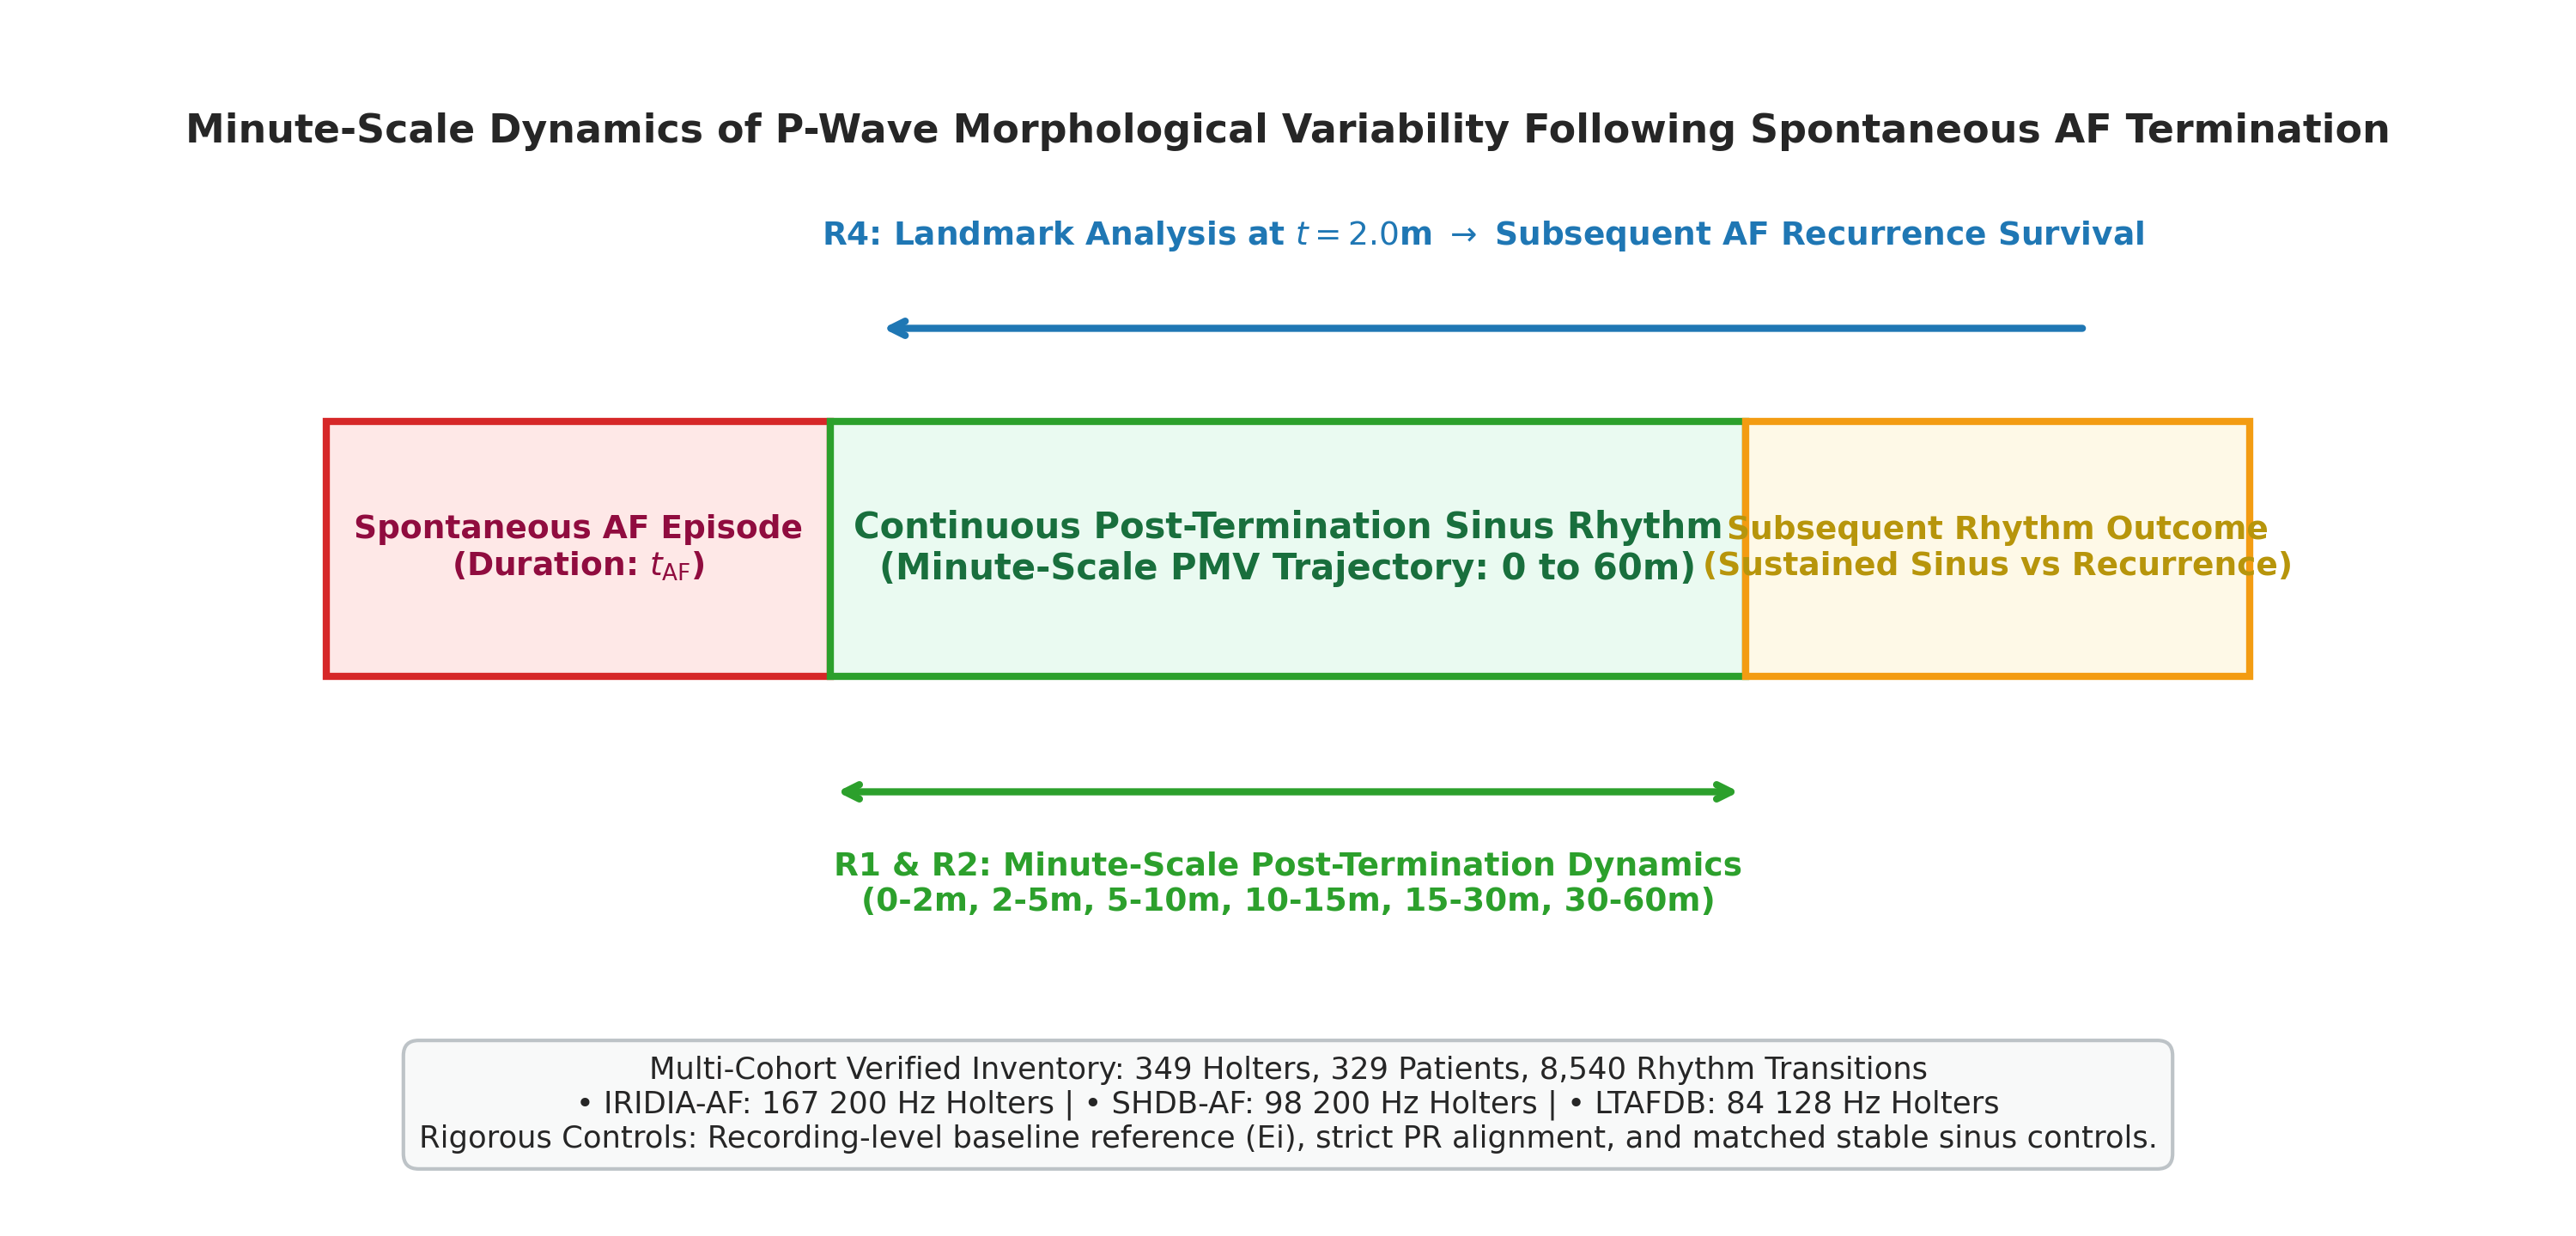 Minute-Scale Dynamics of P-Wave Morphological Variability Following Spontaneous AF Termination
R4: Landmark Analysis at t = 2.0m → Subsequent AF Recurrence Survival
Spontaneous AF Episode
(Duration: t_AF)
Continuous Post-Termination Sinus Rhythm
(Minute-Scale PMV Trajectory: 0 to 60m)
Subsequent Rhythm Outcome
(Sustained Sinus vs Recurrence)
R1 & R2: Minute-Scale Post-Termination Dynamics
(0-2m, 2-5m, 5-10m, 10-15m, 15-30m, 30-60m)
Multi-Cohort Verified Inventory: 349 Holters, 329 Patients, 8,540 Rhythm Transitions
• IRIDIA-AF: 167 200 Hz Holters | • SHDB-AF: 98 200 Hz Holters | • LTAFDB: 84 128 Hz Holters
Rigorous Controls: Recording-level baseline reference (Ei), strict PR alignment, and matched stable sinus controls.